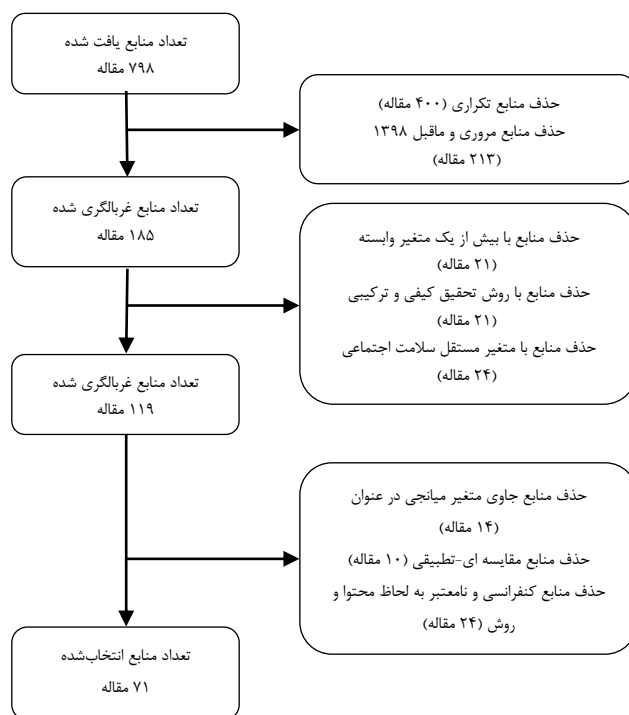 تعداد منابع یافت شده
۷۹۸ مقاله
حذف منابع تکراری (۴۰۰ مقاله)
حذف منابع مروری و ماقبل ۱۳۹۸
(۲۱۳ مقاله)
تعداد منابع غربالگری شده
۱۸۵ مقاله
حذف منابع با بیش از یک متغیر وابسته
(۲۱ مقاله)
حذف منابع با روش تحقیق کیفی و ترکیبی
(۲۱ مقاله)
حذف منابع با متغیر مستقل سلامت اجتماعی
(۲۴ مقاله)
تعداد منابع غربالگری شده
۱۱۹ مقاله
حذف منابع جاوی متغیر میانجی در عنوان
(۱۴ مقاله)
حذف منابع مقایسه ای-تطبیقی (۱۰ مقاله)
حذف منابع کنفرانسی و نامعتبر به لحاظ محتوا و
روش (۲۴ مقاله)
تعداد منابع انتخاب‌شده
۷۱ مقاله